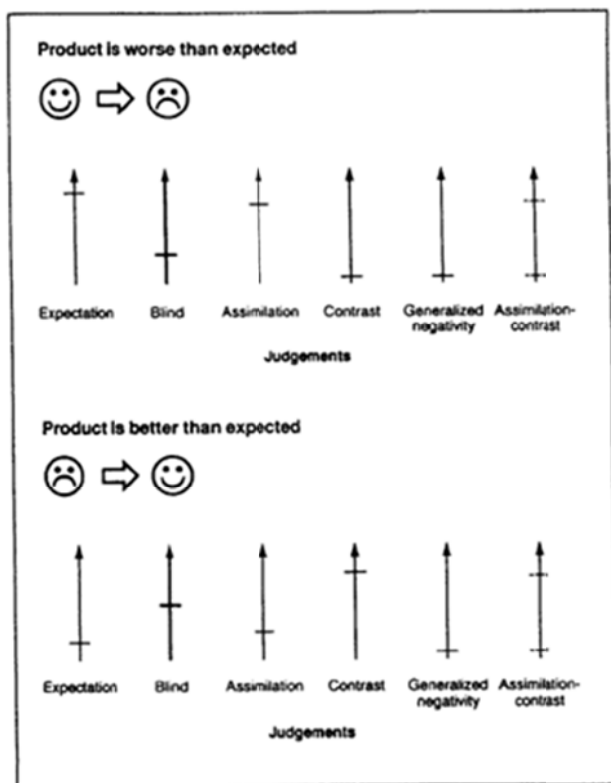 Product is worse than expected
Expectation Blind Assimilation Contrast Generalized negativity Assimilation-contrast
Judgements
Product is better than expected
Expectation Blind Assimilation Contrast Generalized negativity Assimilation-contrast
Judgements